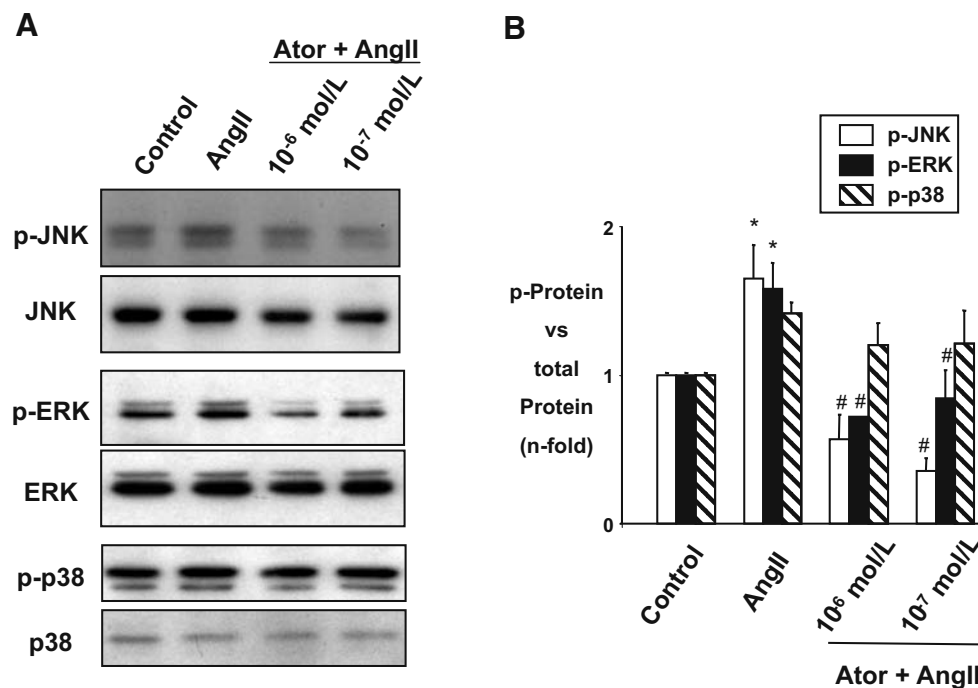 A
Ator + AngII
Control
AngII
10⁻⁶ mol/L
10⁻⁷ mol/L
p-JNK
JNK
p-ERK
ERK
p-p38
p38
B
p-JNK
p-ERK
p-p38
p-Protein
vs
total
Protein
(n-fold)
2
1
0
* *
# #
# #
Control
AngII
10⁻⁶ mol/L
10⁻⁷ mol/L
Ator + AngII